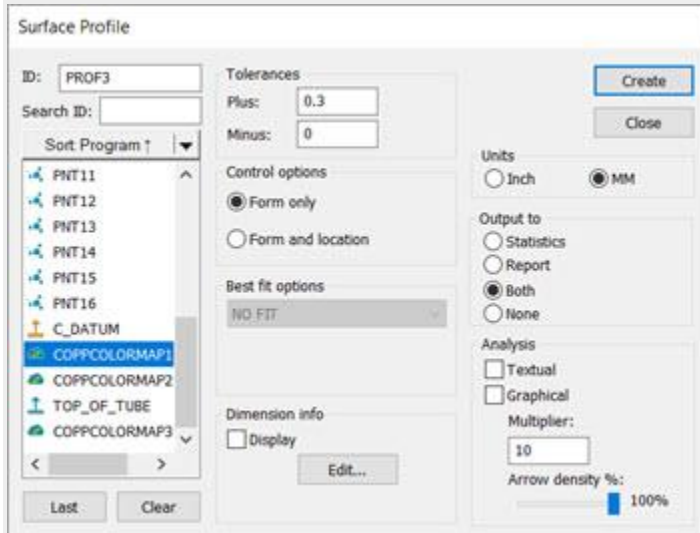 Surface Profile
ID: PROF3
Search ID:
Sort Program ↑
PNT11
PNT12
PNT13
PNT14
PNT15
PNT16
C_DATUM
COPPCOLORMAP1
COPPCOLORMAP2
TOP_OF_TUBE
COPPCOLORMAP3
Last Clear
Tolerances
Plus: 0.3
Minus: 0
Control options
Form only
Form and location
Best fit options
NO FIT
Dimension info
Display
Edit...
Create
Close
Units
Inch MM
Output to
Statistics
Report
Both
None
Analysis
Textual
Graphical
Multiplier:
10
Arrow density %:
100%